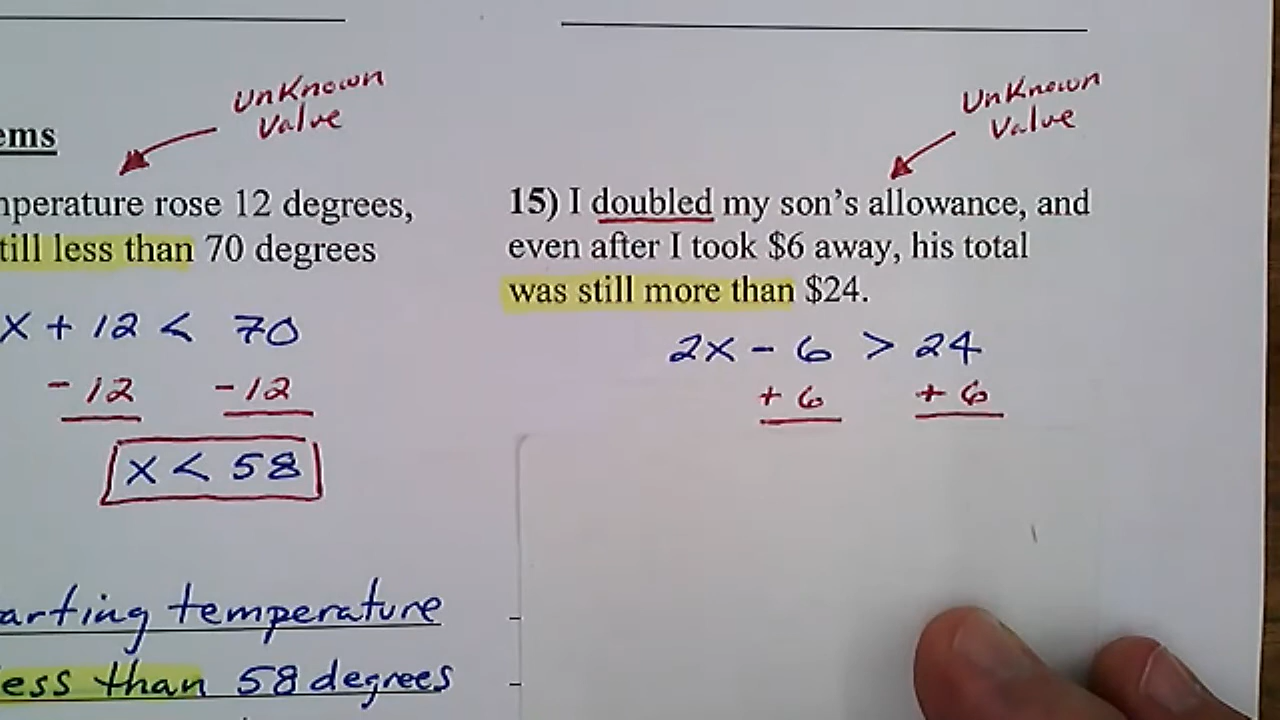 UnKnown
Value
ems
nperature rose 12 degrees,
till less than 70 degrees
X + 12 < 70
- 12 - 12
X < 58
arting temperature
ess than 58 degrees
UnKnown
Value
15) I doubled my son's allowance, and
even after I took $6 away, his total
was still more than $24.
2X - 6 > 24
+ 6 + 6